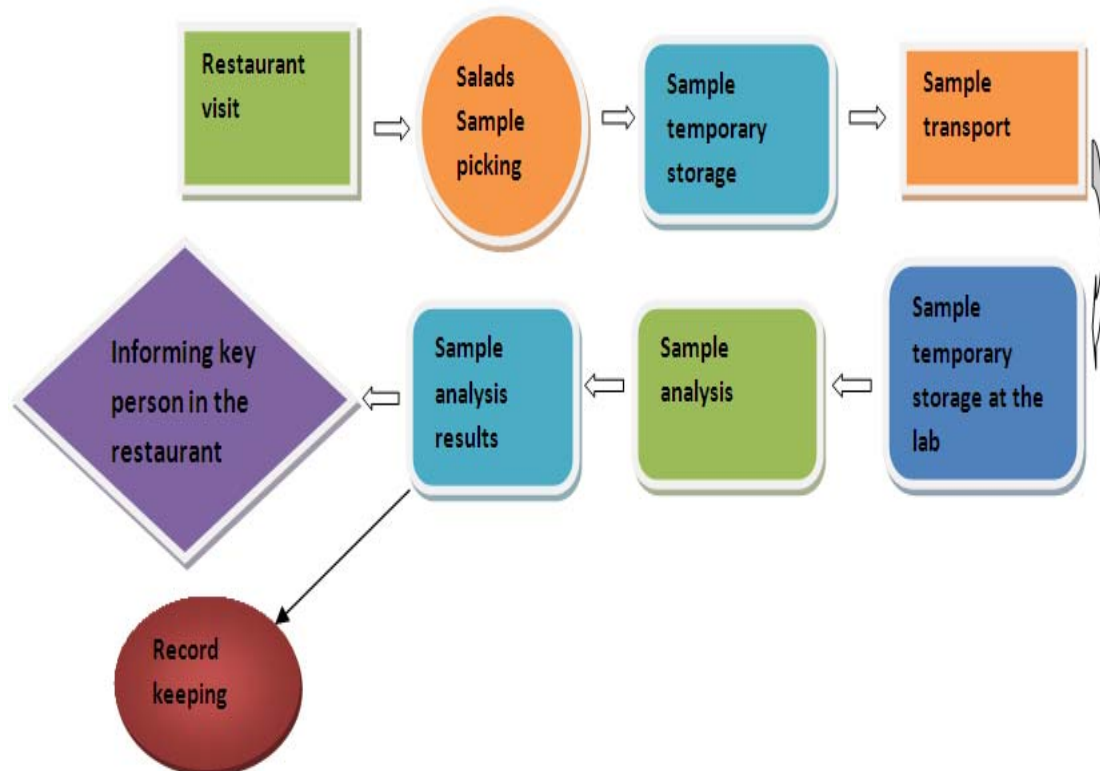 Restaurant
visit
Salads
Sample
picking
Sample
temporary
storage
Sample
transport
Sample
temporary
storage at the
lab
Sample
analysis
Sample
analysis
results
Informing key
person in the
restaurant
Record
keeping